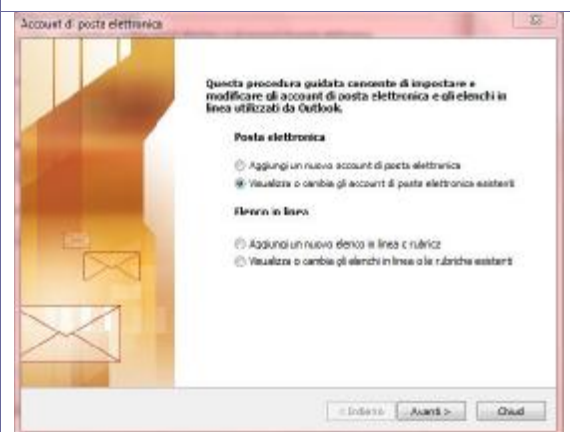 Account di posta elettronica
Questa procedura guidata consente di impostare e
modificare gli account di posta elettronica e gli elenchi in
linea utilizzati da Outlook.
Posta elettronica
Aggiungi un nuovo account di posta elettronica
Visualizza o cambia gli account di posta elettronica esistenti
Elenco in linea
Aggiungi un nuovo elenco in linea o rubrica
Visualizza o cambia gli elenchi in linea o le rubriche esistenti
< Indietro Avanti > Chiudi